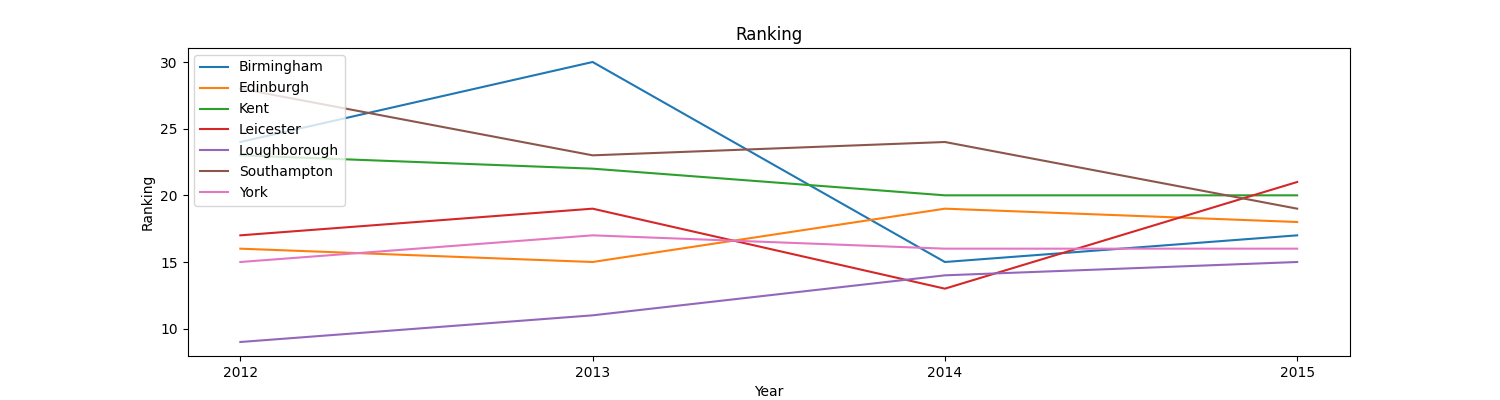 Ranking
30
25
20
15
10
Ranking
Birmingham
Edinburgh
Kent
Leicester
Loughborough
Southampton
York
2012 2013 2014 2015
Year